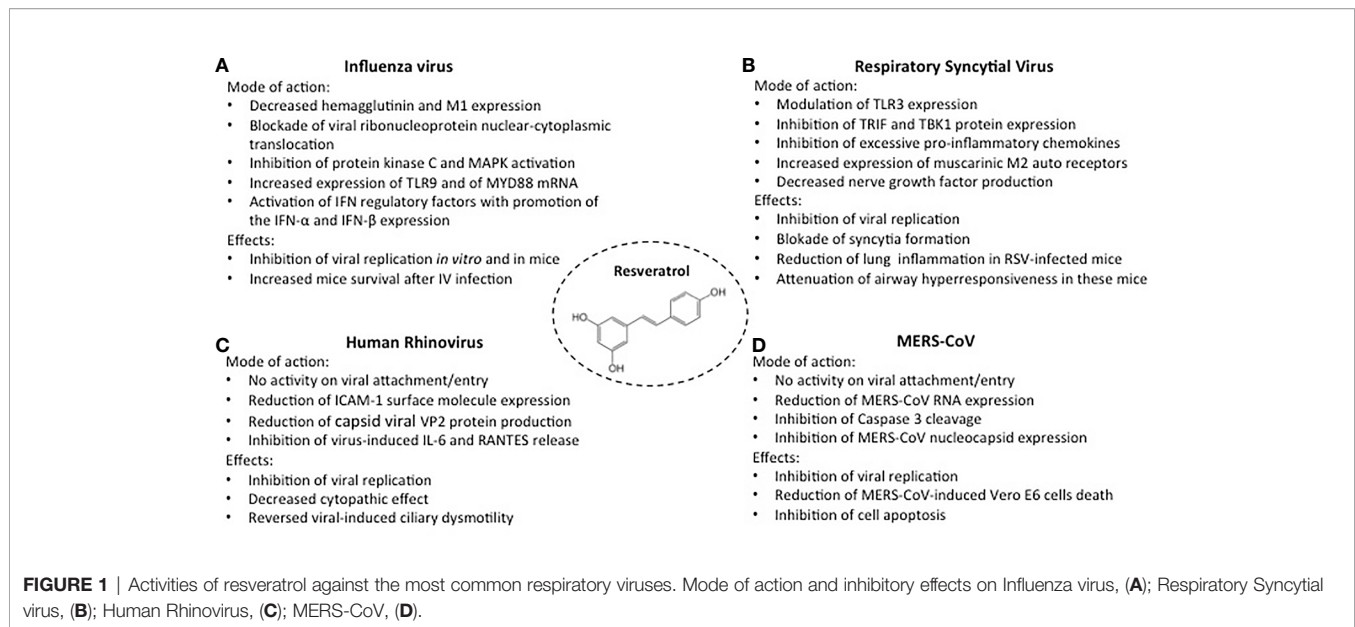 A
Influenza virus
Mode of action:
• Decreased hemagglutinin and M1 expression
• Blockade of viral ribonucleoprotein nuclear-cytoplasmic
translocation
• Inhibition of protein kinase C and MAPK activation
• Increased expression of TLR9 and of MYD88 mRNA
• Activation of IFN regulatory factors with promotion of
the IFN-α and IFN-β expression
Effects:
• Inhibition of viral replication in vitro and in mice
• Increased mice survival after IV infection
B
Respiratory Syncytial Virus
Mode of action:
• Modulation of TLR3 expression
• Inhibition of TRIF and TBK1 protein expression
• Inhibition of excessive pro-inflammatory chemokines
• Increased expression of muscarinic M2 auto receptors
• Decreased nerve growth factor production
Effects:
• Inhibition of viral replication
• Blokade of syncytia formation
• Reduction of lung inflammation in RSV-infected mice
• Attenuation of airway hyperresponsiveness in these mice
Resveratrol
OH
HO
OH
C
Human Rhinovirus
Mode of action:
• No activity on viral attachment/entry
• Reduction of ICAM-1 surface molecule expression
• Reduction of capsid viral VP2 protein production
• Inhibition of virus-induced IL-6 and RANTES release
Effects:
• Inhibition of viral replication
• Decreased cytopathic effect
• Reversed viral-induced ciliary dysmotility
D
MERS-CoV
Mode of action:
• No activity on viral attachment/entry
• Reduction of MERS-CoV RNA expression
• Inhibition of Caspase 3 cleavage
• Inhibition of MERS-CoV nucleocapsid expression
Effects:
• Inhibition of viral replication
• Reduction of MERS-CoV-induced Vero E6 cells death
• Inhibition of cell apoptosis
FIGURE 1 | Activities of resveratrol against the most common respiratory viruses. Mode of action and inhibitory effects on Influenza virus, (A); Respiratory Syncytial
virus, (B); Human Rhinovirus, (C); MERS-CoV, (D).